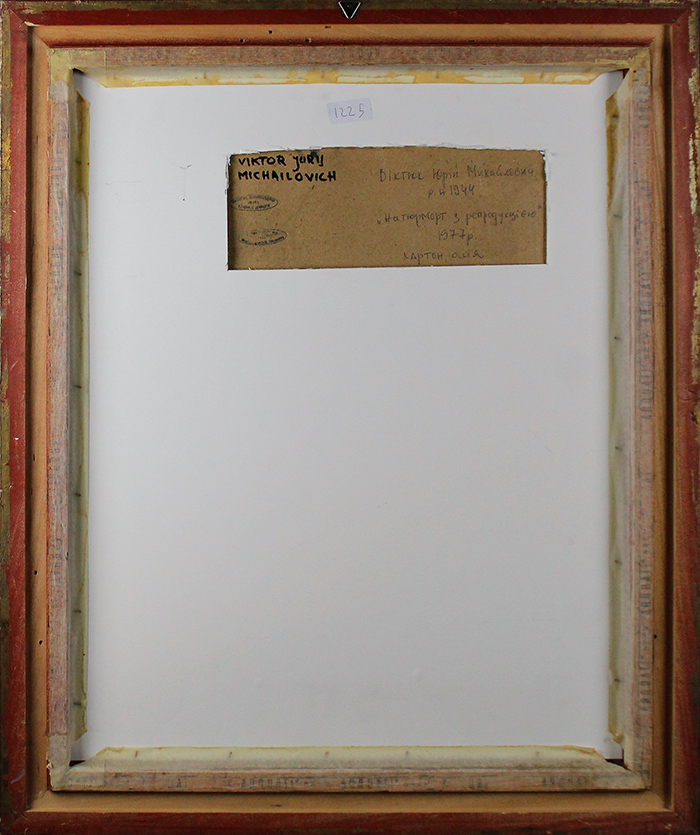 1225
VIKTOR JURIJ
MICHAILOVICH
Віктюк Юрій Михайлович
р.н 1944
„Натюрморт з репродукцією“
1977р.
картон олія